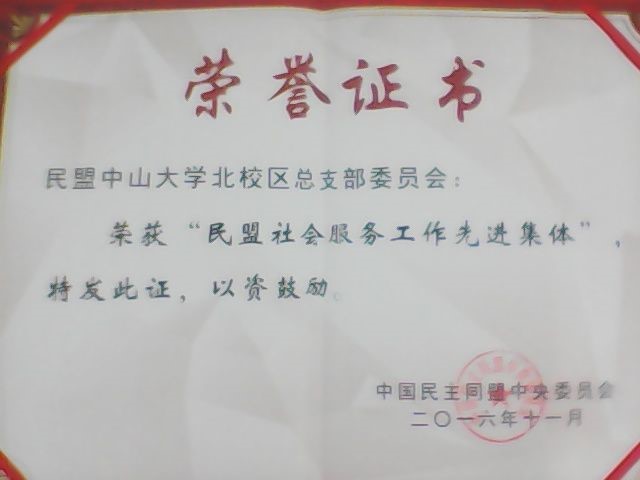 荣誉证书
民盟中山大学北校区总支部委员会：
荣获“民盟社会服务工作先进集体”，
特发此证，以资鼓励。
中国民主同盟中央委员会
二〇一六年十一月